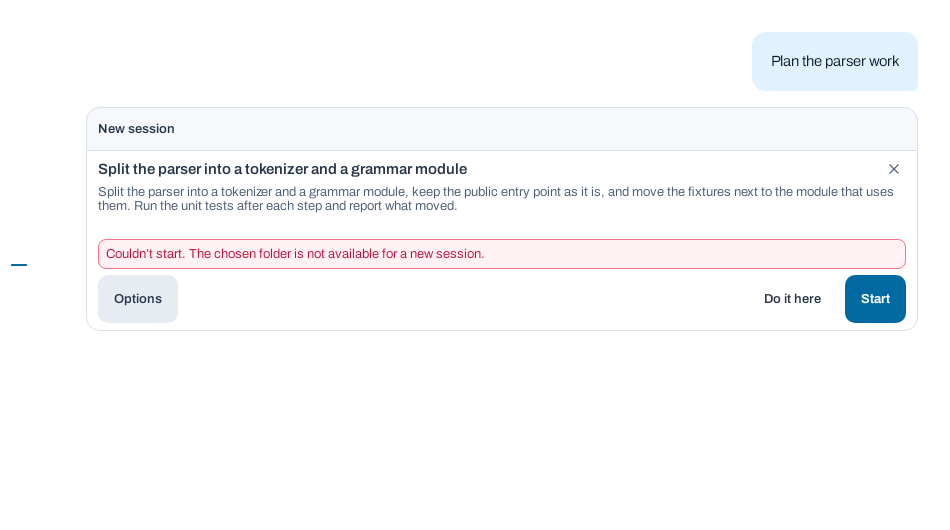 Plan the parser work
New session
Split the parser into a tokenizer and a grammar module
Split the parser into a tokenizer and a grammar module, keep the public entry point as it is, and move the fixtures next to the module that uses
them. Run the unit tests after each step and report what moved.
Couldn't start. The chosen folder is not available for a new session.
Options
Do it here
Start